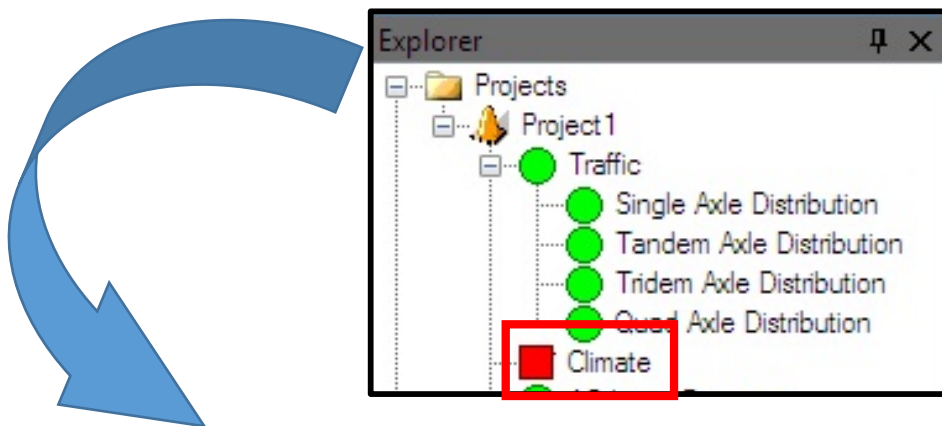 Explorer
Projects
Project1
Traffic
Single Axle Distribution
Tandem Axle Distribution
Tridem Axle Distribution
Quad Axle Distribution
Climate